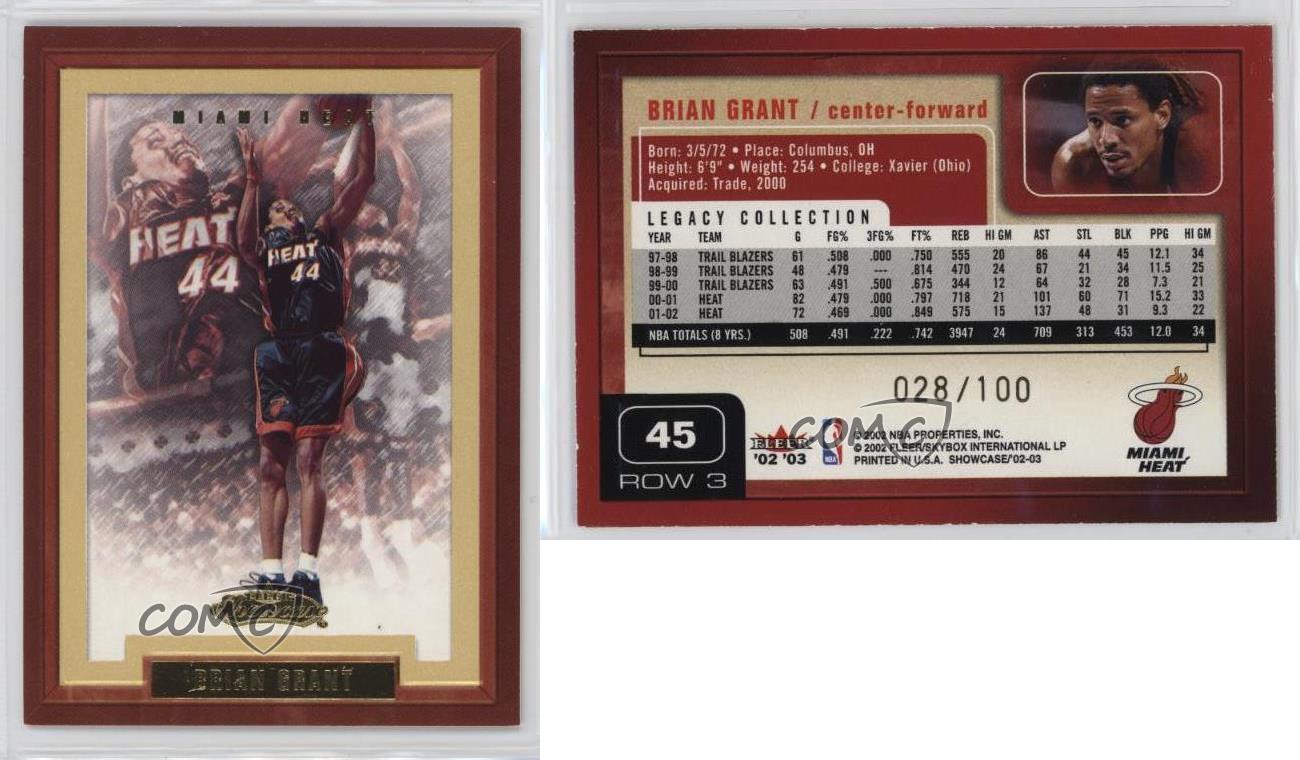 MIAMI HEAT
HEAT
44
HEAT
44
32
FLEER
Showcase
COMC
BRIAN GRANT
BRIAN GRANT / center-forward
Born: 3/5/72 • Place: Columbus, OH
Height: 6'9" • Weight: 254 • College: Xavier (Ohio)
Acquired: Trade, 2000
LEGACY COLLECTION
YEAR TEAM G FG% 3FG% FT% REB HI GM AST STL BLK PPG HI GM
97-98 TRAIL BLAZERS 61 .508 .000 .750 555 20 86 44 45 12.1 34
98-99 TRAIL BLAZERS 48 .479 --- .814 470 24 67 21 34 11.5 25
99-00 TRAIL BLAZERS 63 .491 .500 .675 344 12 64 32 28 7.3 21
00-01 HEAT 82 .479 .000 .797 718 21 101 60 71 15.2 33
01-02 HEAT 72 .469 .000 .849 575 15 137 48 31 9.3 22
NBA TOTALS (8 YRS.) 508 .491 .222 .742 3947 24 709 313 453 12.0 34
028/100
COMC
45
ROW 3
FLEER
'02 '03
NBA
© 2002 NBA PROPERTIES, INC.
© 2002 FLEER/SKYBOX INTERNATIONAL LP
PRINTED IN U.S.A. SHOWCASE/'02-03
MIAMI
HEAT